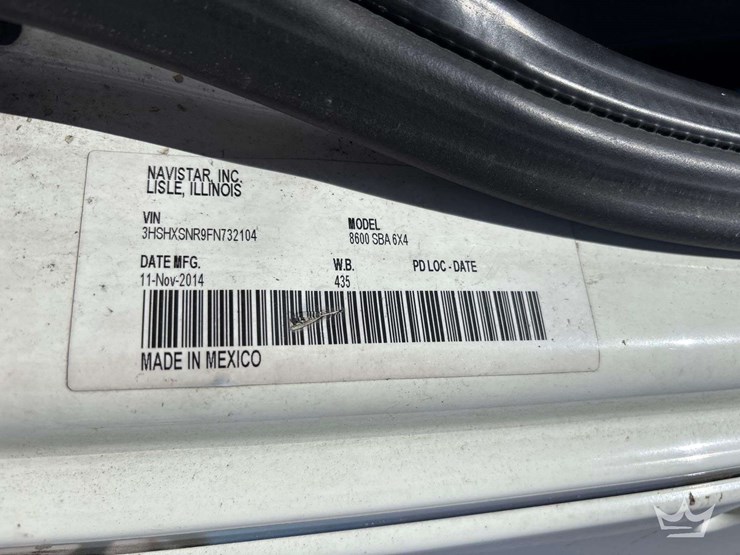 NAVISTAR, INC.
LISLE, ILLINOIS
VIN MODEL
3HSHXSNR9FN732104 8600 SBA 6X4
DATE MFG. W.B. PD LOC - DATE
11-Nov-2014 435
MADE IN MEXICO